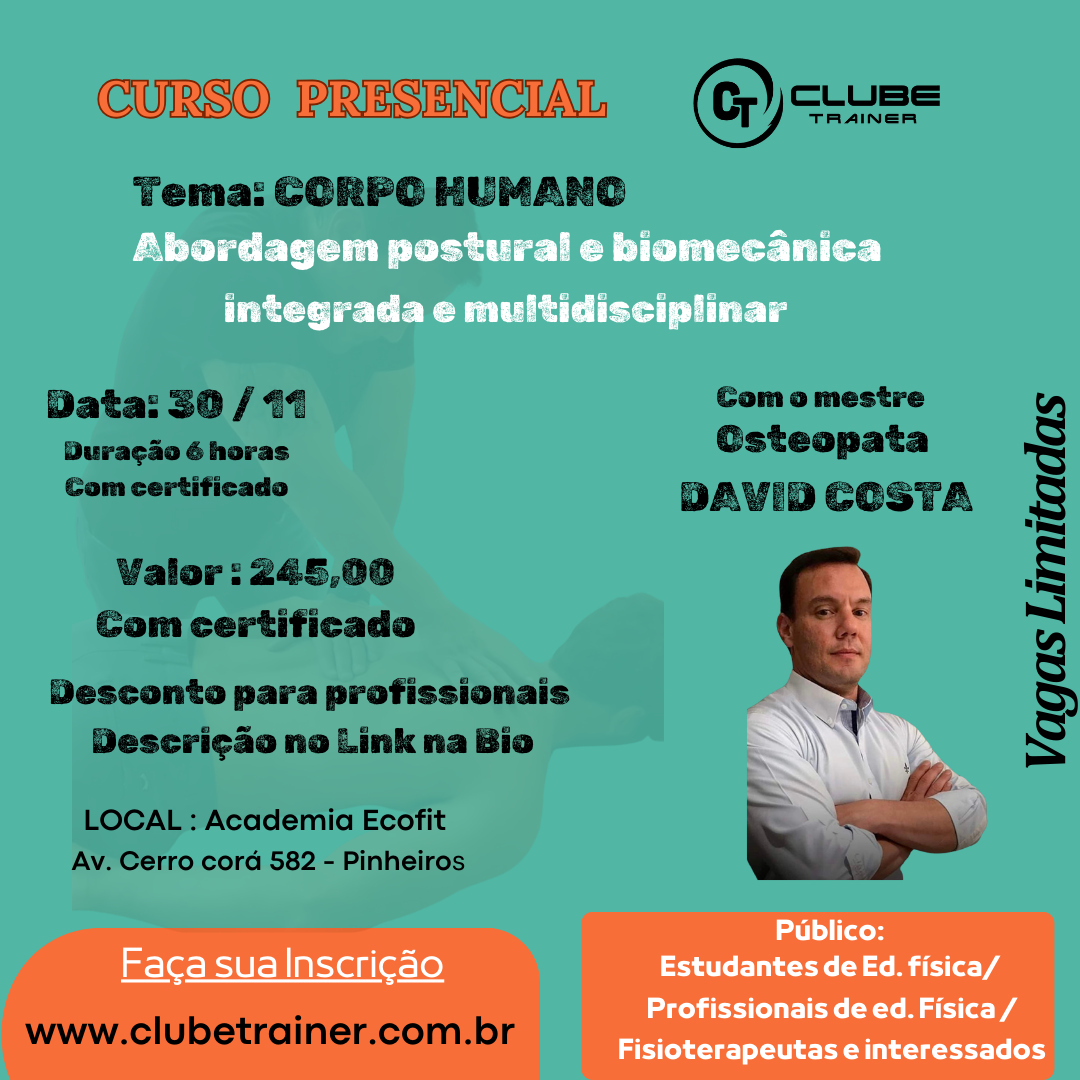 CURSO PRESENCIAL
CT CLUBE
TRAINER
Tema: CORPO HUMANO
Abordagem postural e biomecânica
integrada e multidisciplinar
Data: 30 / 11
Duração 6 horas
Com certificado
Com o mestre
Osteopata
DAVID COSTA
Vagas Limitadas
Valor : 245,00
Com certificado
Desconto para profissionais
Descrição no Link na Bio
LOCAL : Academia Ecofit
Av. Cerro corá 582 - Pinheiros
Faça sua Inscrição
www.clubetrainer.com.br
Público:
Estudantes de Ed. física/
Profissionais de ed. Física /
Fisioterapeutas e interessados